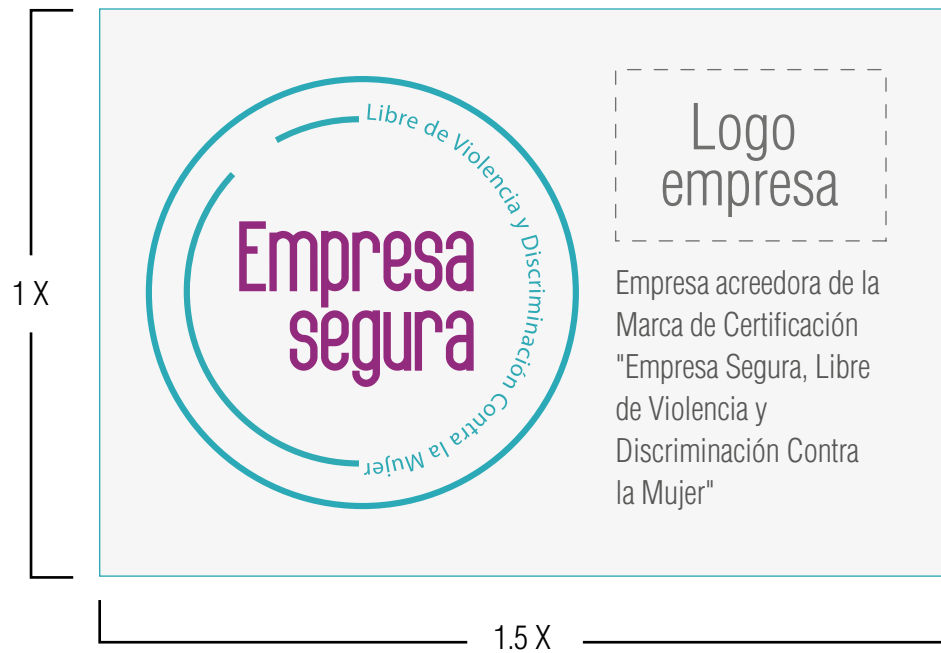 1 X
Libre de Violencia y Discriminación Contra la Mujer
Empresa
segura
Logo
empresa
Empresa acreedora de la
Marca de Certificación
"Empresa Segura, Libre
de Violencia y
Discriminación Contra
la Mujer"
1.5 X